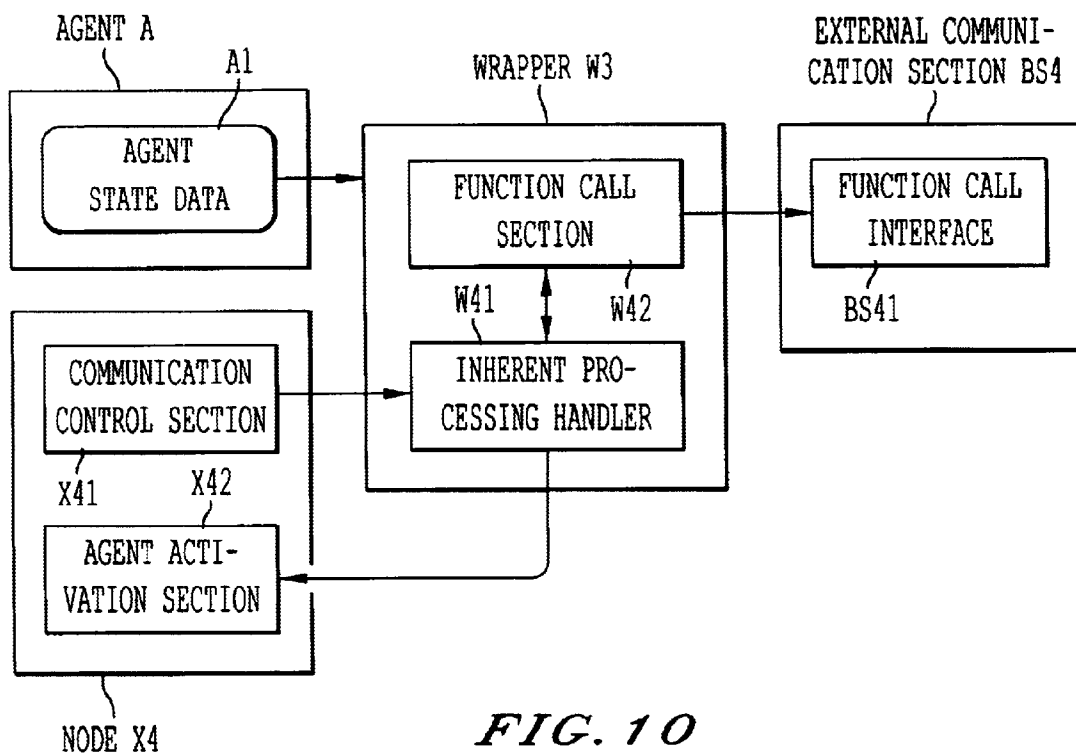 AGENT A
A1
AGENT
STATE DATA
WRAPPER W3
FUNCTION CALL
SECTION
W42
W41
INHERENT PRO-
CESSING HANDLER
EXTERNAL COMMUNI-
CATION SECTION BS4
FUNCTION CALL
INTERFACE
BS41
COMMUNICATION
CONTROL SECTION
X41
X42
AGENT ACTI-
VATION SECTION
NODE X4
FIG. 10